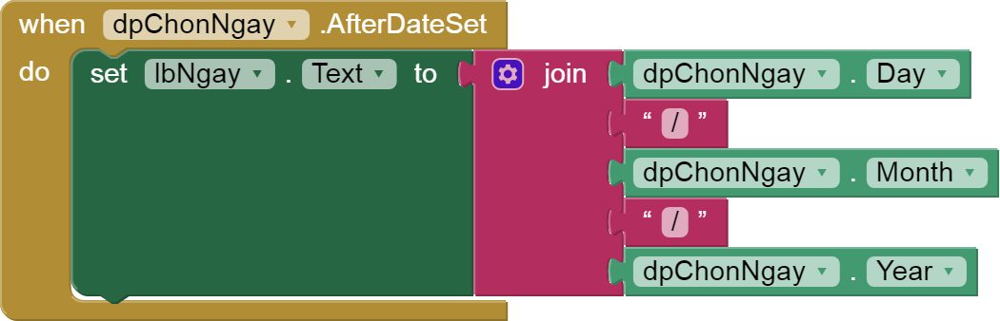 when dpChonNgay .AfterDateSet
do set lbNgay . Text to join dpChonNgay . Day
“ / ”
dpChonNgay . Month
“ / ”
dpChonNgay . Year